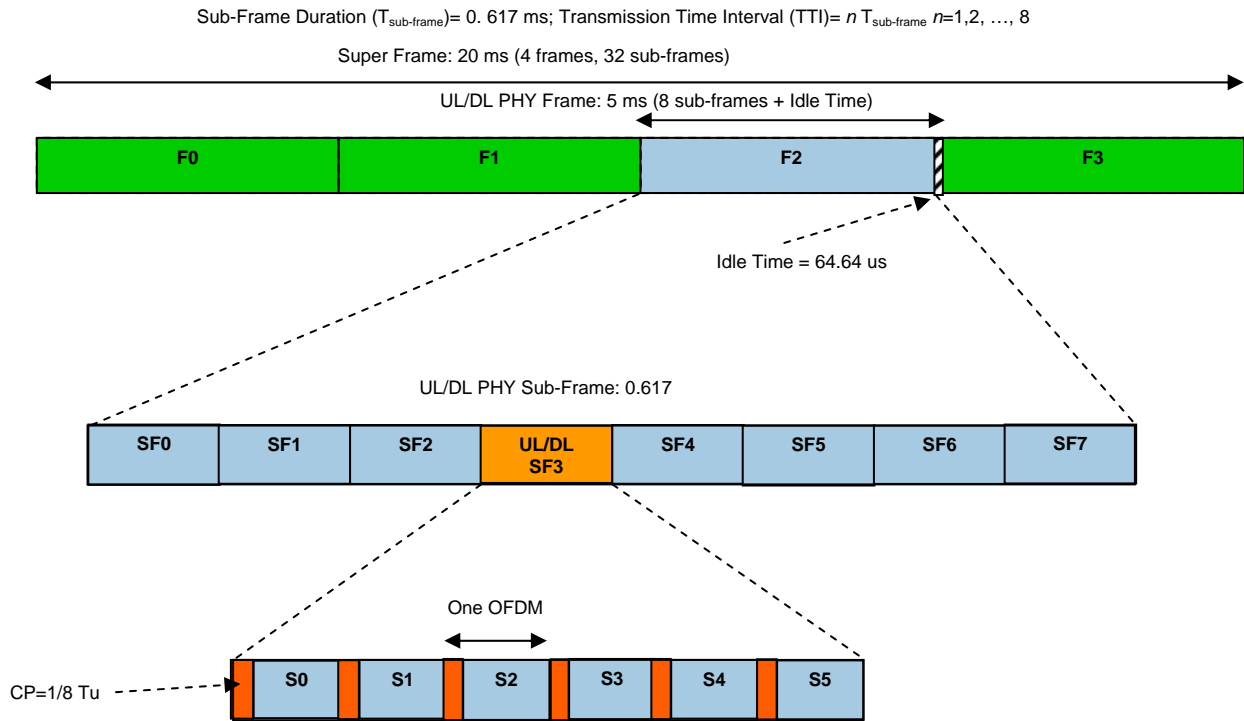 Sub-Frame Duration (Tsub-frame)= 0. 617 ms; Transmission Time Interval (TTI)= n Tsub-frame n=1,2, …, 8
Super Frame: 20 ms (4 frames, 32 sub-frames)
UL/DL PHY Frame: 5 ms (8 sub-frames + Idle Time)
F0 F1 F2 F3
Idle Time = 64.64 us
UL/DL PHY Sub-Frame: 0.617
SF0 SF1 SF2 UL/DL SF4 SF5 SF6 SF7
SF3
One OFDM
S0 S1 S2 S3 S4 S5
CP=1/8 Tu